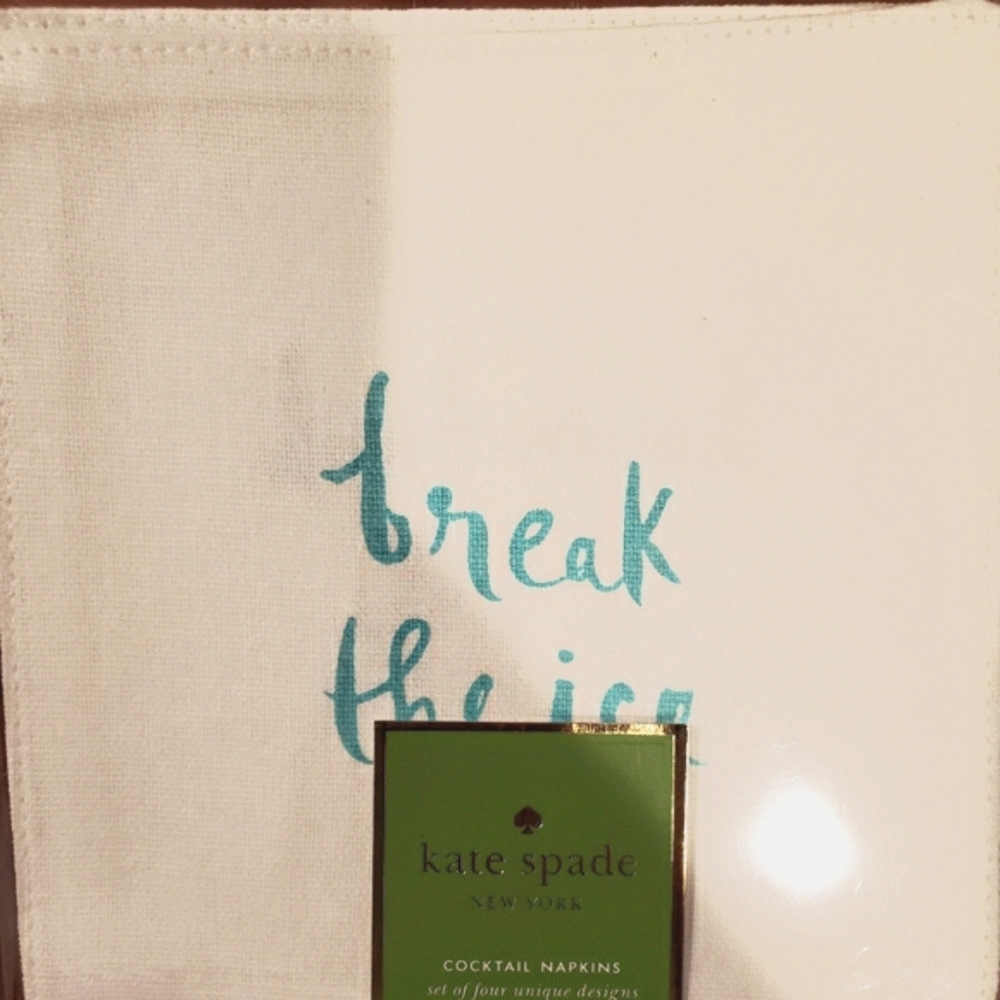 break
the ice
kate spade
NEW YORK
COCKTAIL NAPKINS
set of four unique designs